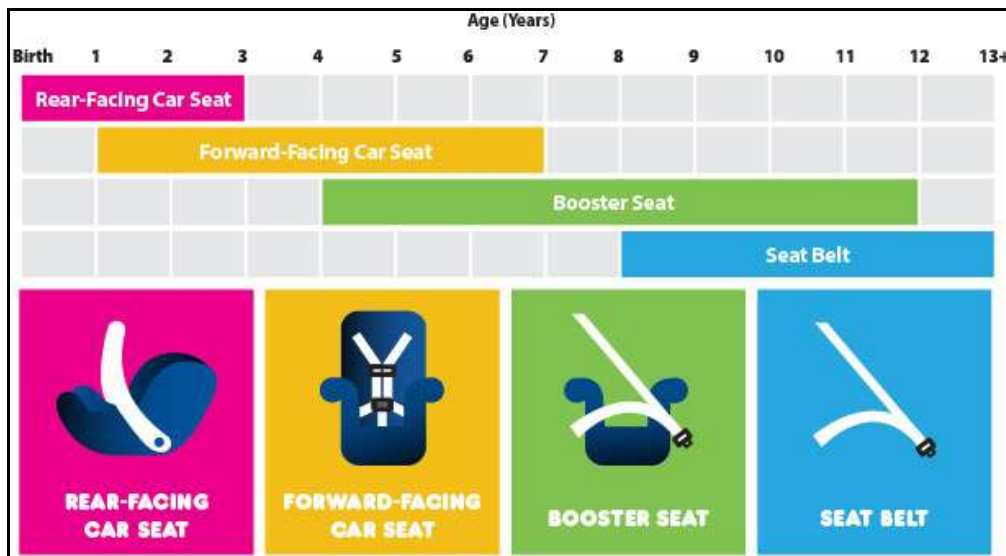 Age (Years)
Birth 1 2 3 4 5 6 7 8 9 10 11 12 13+
Rear-Facing Car Seat
Forward-Facing Car Seat
Booster Seat
Seat Belt
REAR-FACING
CAR SEAT
FORWARD-FACING
CAR SEAT
BOOSTER SEAT
SEAT BELT